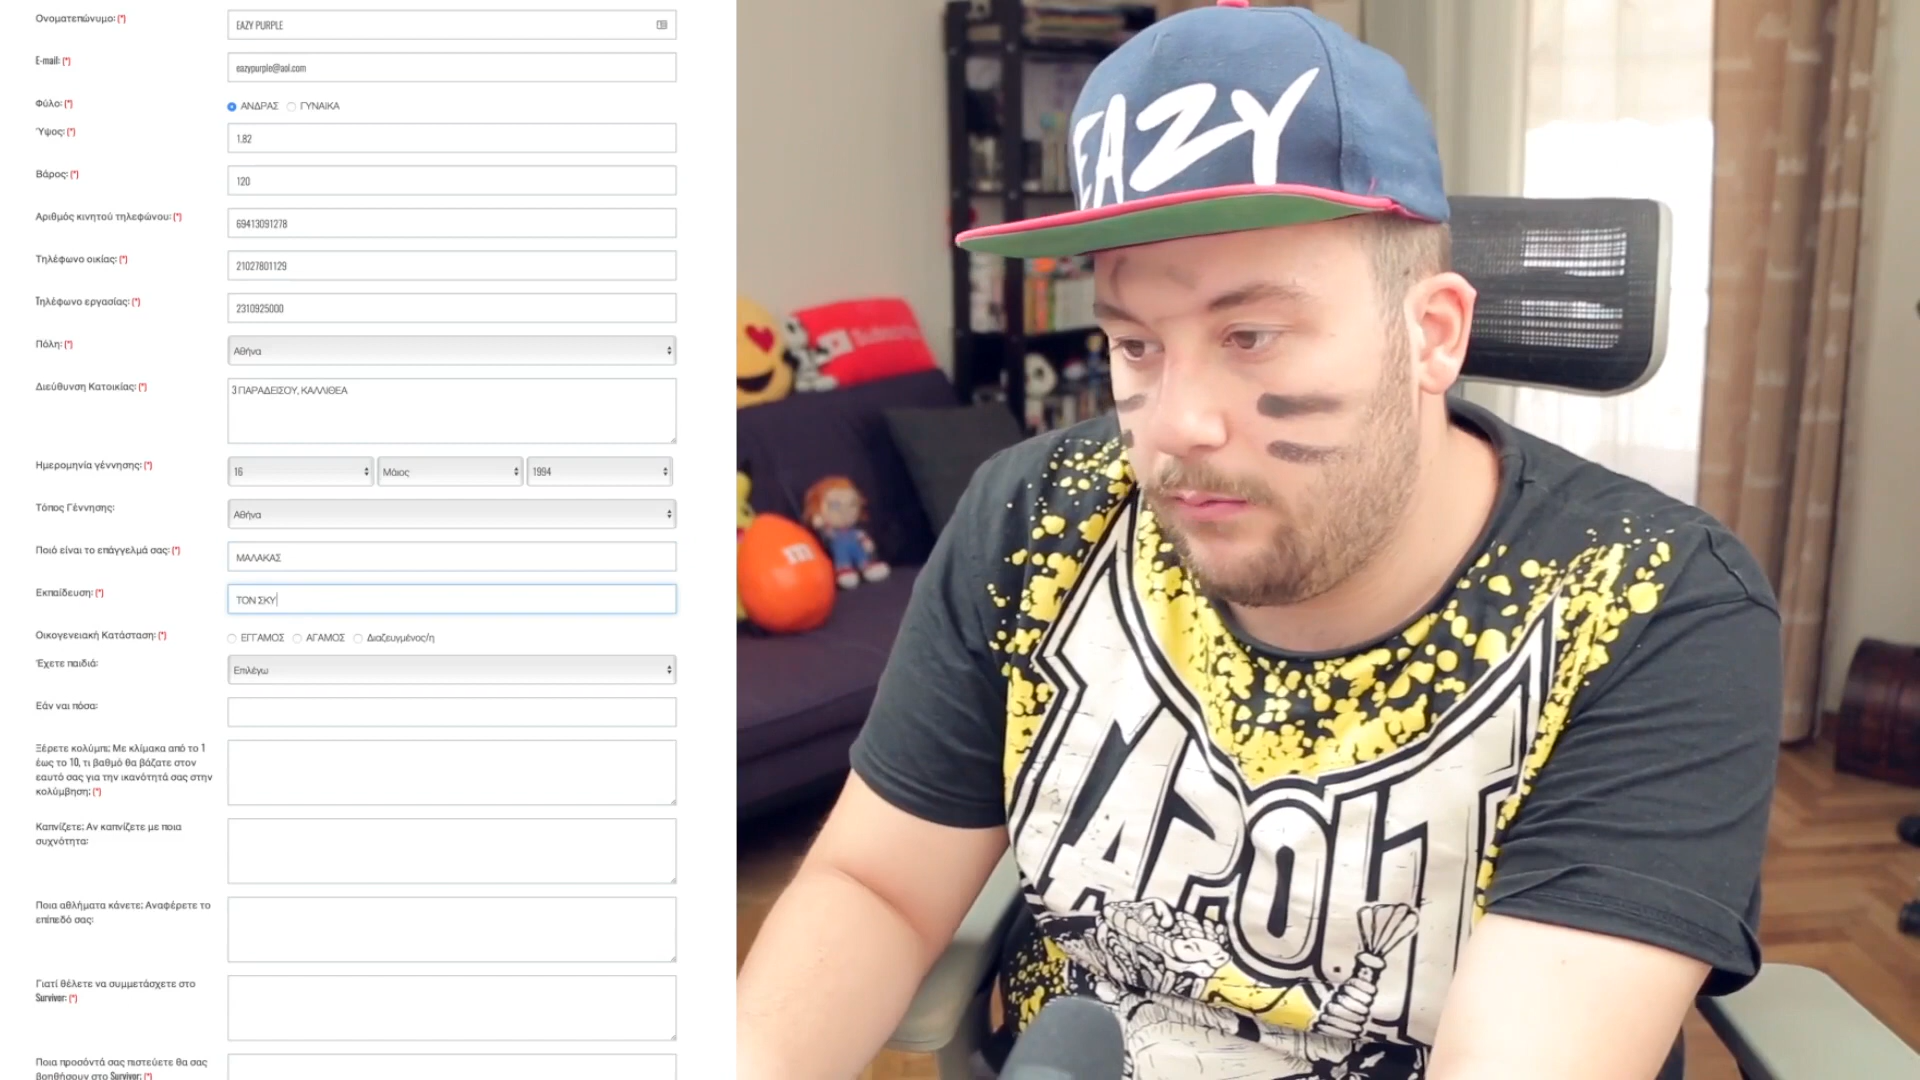 Ονοματεπώνυμο: (*)
EAZY PURPLE
E-mail: (*)
eazypurple@aol.com
Φύλο: (*)
ΑΝΔΡΑΣ ΓΥΝΑΙΚΑ
Ύψος: (*)
1.82
Βάρος: (*)
120
Αριθμός κινητού τηλεφώνου: (*)
69413091278
Τηλέφωνο οικίας: (*)
21027801129
Τηλέφωνο εργασίας: (*)
2310925000
Πόλη: (*)
Αθήνα
Διεύθυνση Κατοικίας: (*)
3 ΠΑΡΑΔΕΙΣΟΥ, ΚΑΛΛΙΘΕΑ
Ημερομηνία γέννησης: (*)
16 Μάιος 1994
Τόπος Γέννησης:
Αθήνα
Ποιό είναι το επάγγελμά σας: (*)
ΜΑΛΑΚΑΣ
Εκπαίδευση: (*)
ΤΟΝ ΣΚΥ
Οικογενειακή Κατάσταση: (*)
ΕΓΓΑΜΟΣ ΑΓΑΜΟΣ Διαζευγμένος/η
Έχετε παιδιά:
Επιλέγω
Εάν ναι πόσα:
Ξέρετε κολύμπι; Με κλίμακα από το 1
έως το 10, τι βαθμό θα βάζατε στον
εαυτό σας για την ικανότητά σας στην
κολύμβηση; (*)
Καπνίζετε; Αν καπνίζετε με ποια
συχνότητα:
Ποια αθλήματα κάνετε; Αναφέρετε το
επίπεδό σας:
Γιατί θέλετε να συμμετάσχετε στο
Survivor: (*)
Ποια προσόντά σας πιστεύετε θα σας
βοηθήσουν στο Survivor: (*)
EAZY
TAPOUT
m